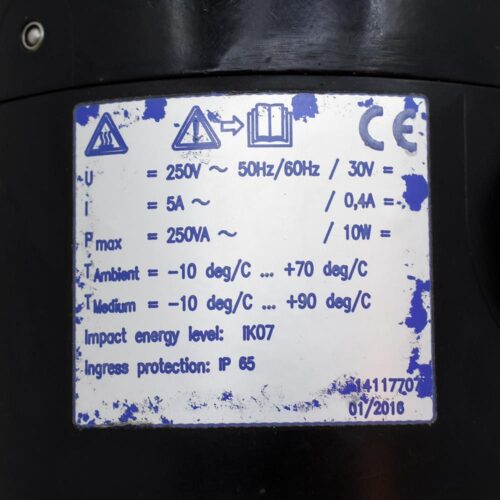 CE
U = 250V ~ 50Hz/60Hz / 30V =
I = 5A ~ / 0,4A =
Pmax = 250VA ~ / 10W =
TAmbient = -10 deg/C ... +70 deg/C
TMedium = -10 deg/C ... +90 deg/C
Impact energy level: IK07
Ingress protection: IP 65
01/2016